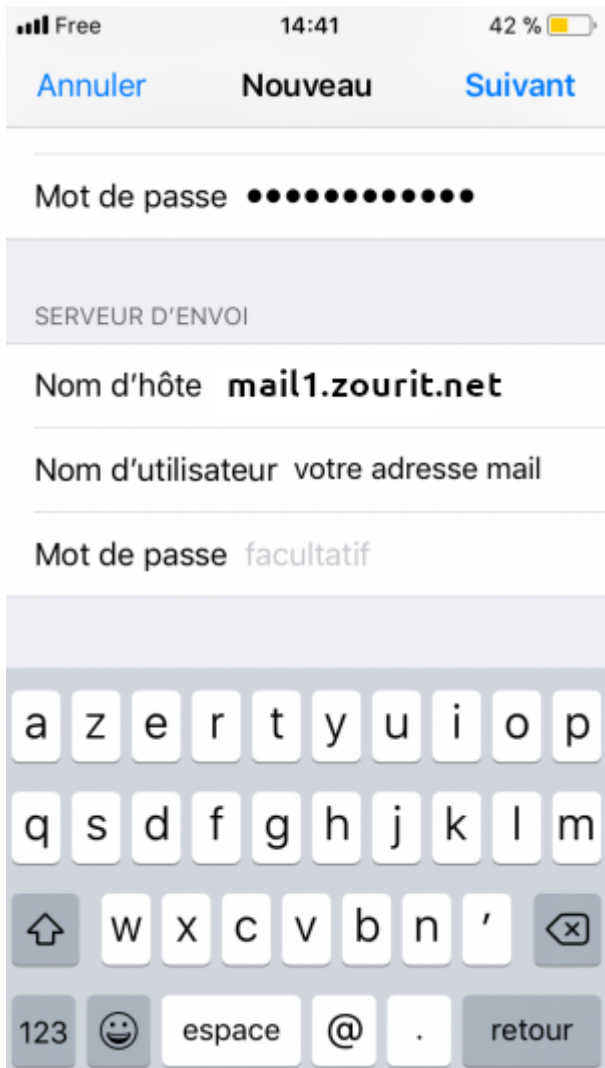 Free 14:41 42 %
Annuler Nouveau Suivant
Mot de passe ●●●●●●●●●●●●
SERVEUR D'ENVOI
Nom d'hôte mail1.zourit.net
Nom d'utilisateur votre adresse mail
Mot de passe facultatif
a z e r t y u i o p
q s d f g h j k l m
w x c v b n '
123 espace @ . retour